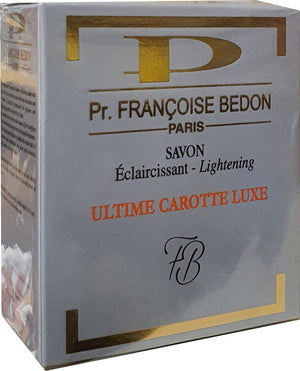 P
Pr. FRANÇOISE BEDON
PARIS
SAVON
Éclaircissant - Lightening
ULTIME CAROTTE LUXE
FB